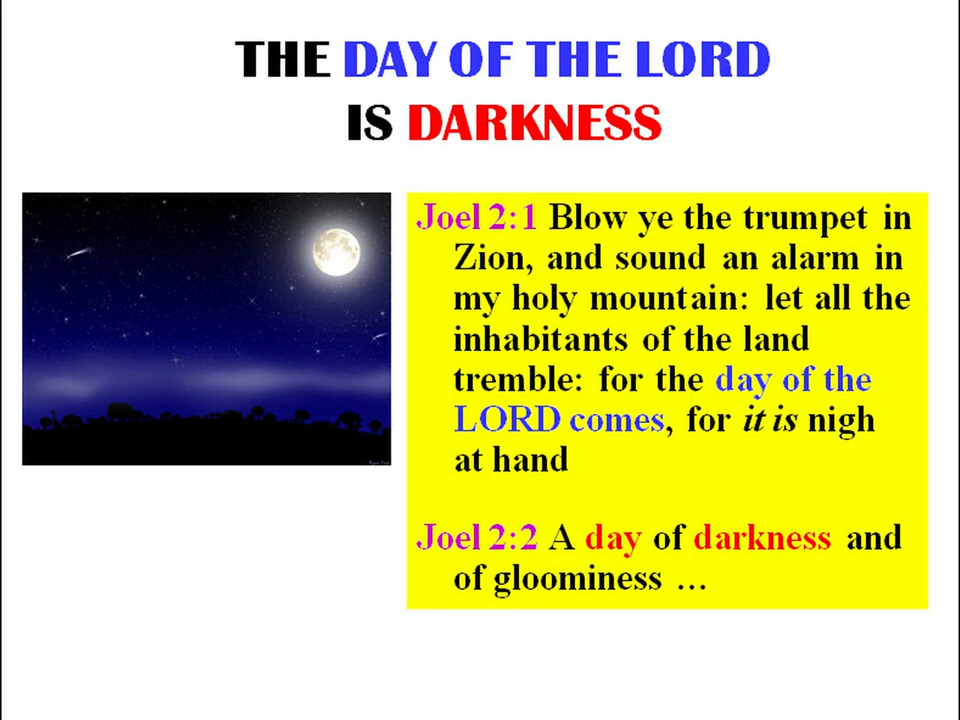 THE DAY OF THE LORD
IS DARKNESS
Joel 2:1 Blow ye the trumpet in
Zion, and sound an alarm in
my holy mountain: let all the
inhabitants of the land
tremble: for the day of the
LORD comes, for it is nigh
at hand
Joel 2:2 A day of darkness and
of gloominess ...